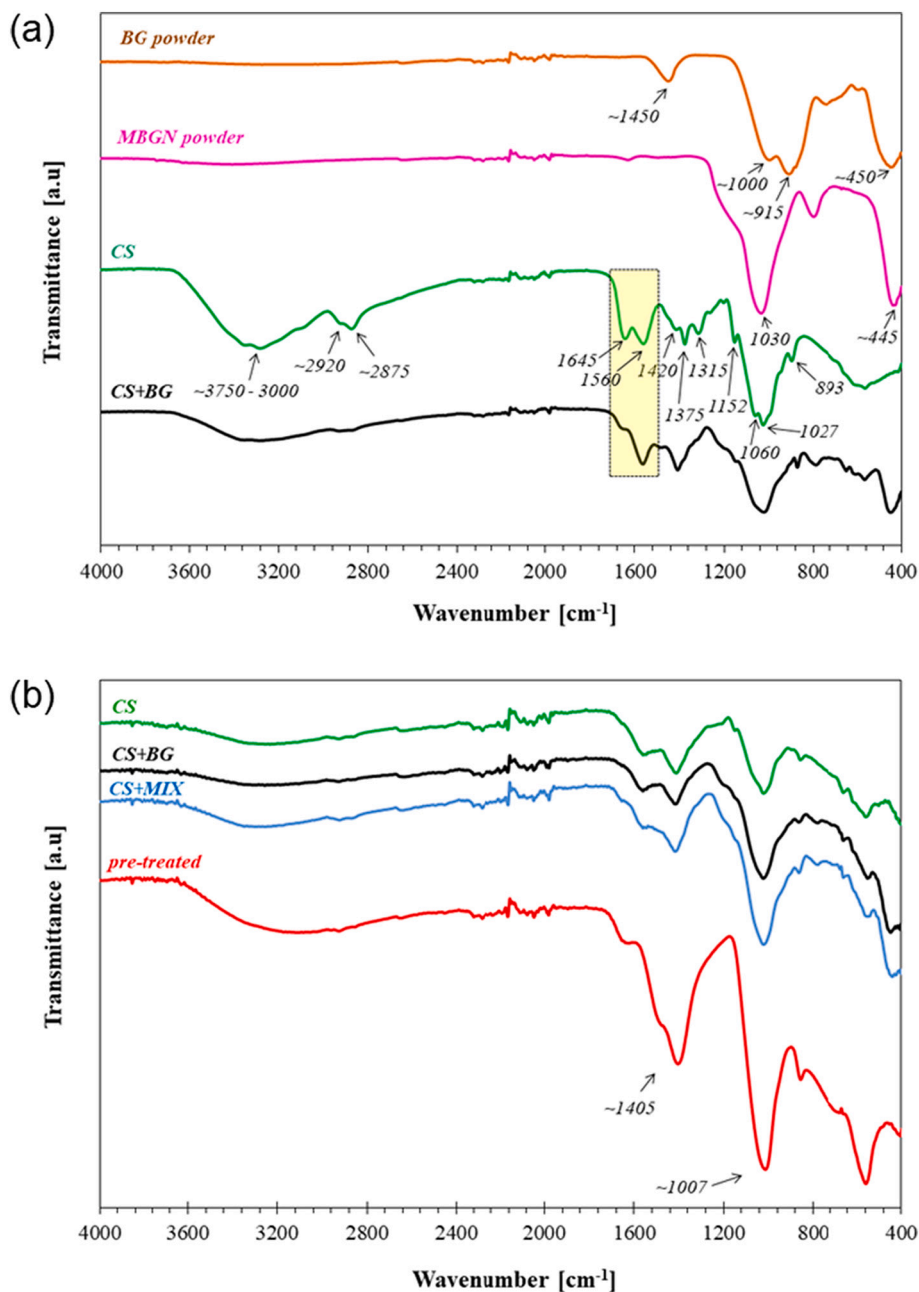 (a)
BG powder
~1450
MBGN powder
~1000
~915
~450
CS
~3750 - 3000
~2920
~2875
1645
1560
1420
1375
1315
1152
1060
1027
893
1030
~445
CS+BG
4000 3600 3200 2800 2400 2000 1600 1200 800 400
Wavenumber [cm-1]
Transmittance [a.u]
(b)
CS
CS+BG
CS+MIX
pre-treated
~1405
~1007
4000 3600 3200 2800 2400 2000 1600 1200 800 400
Wavenumber [cm-1]
Transmittance [a.u]